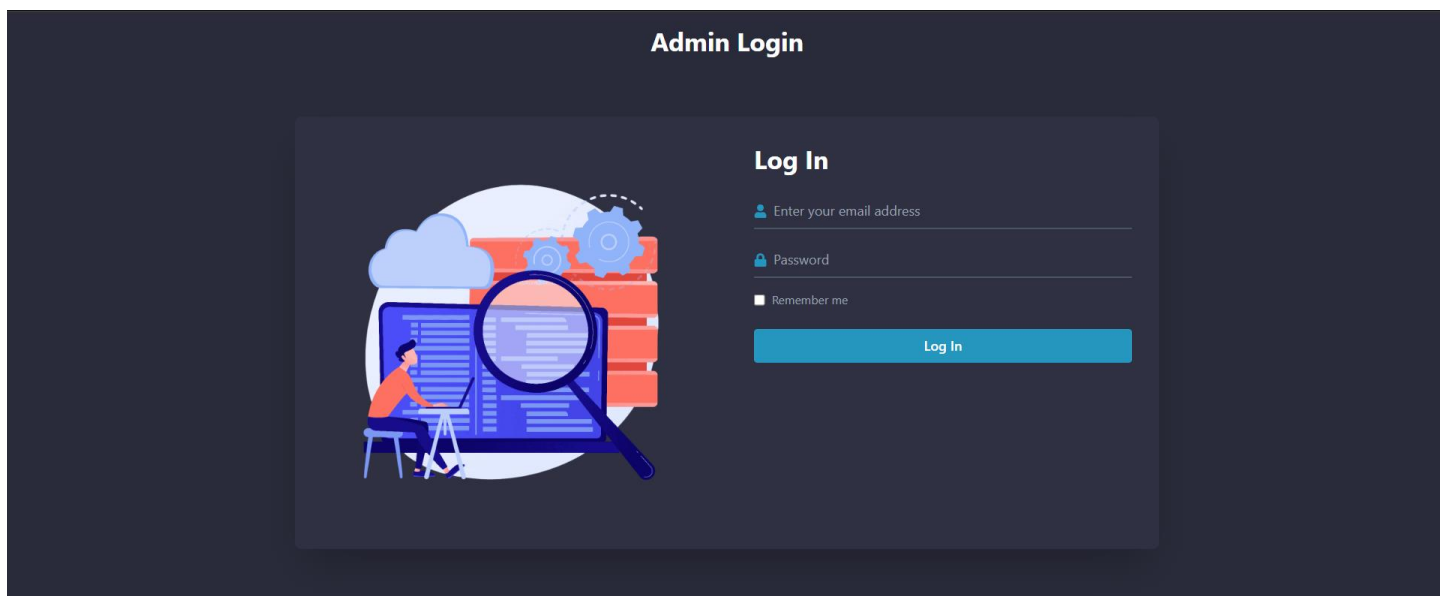 Admin Login
Log In
Enter your email address
Password
Remember me
Log In